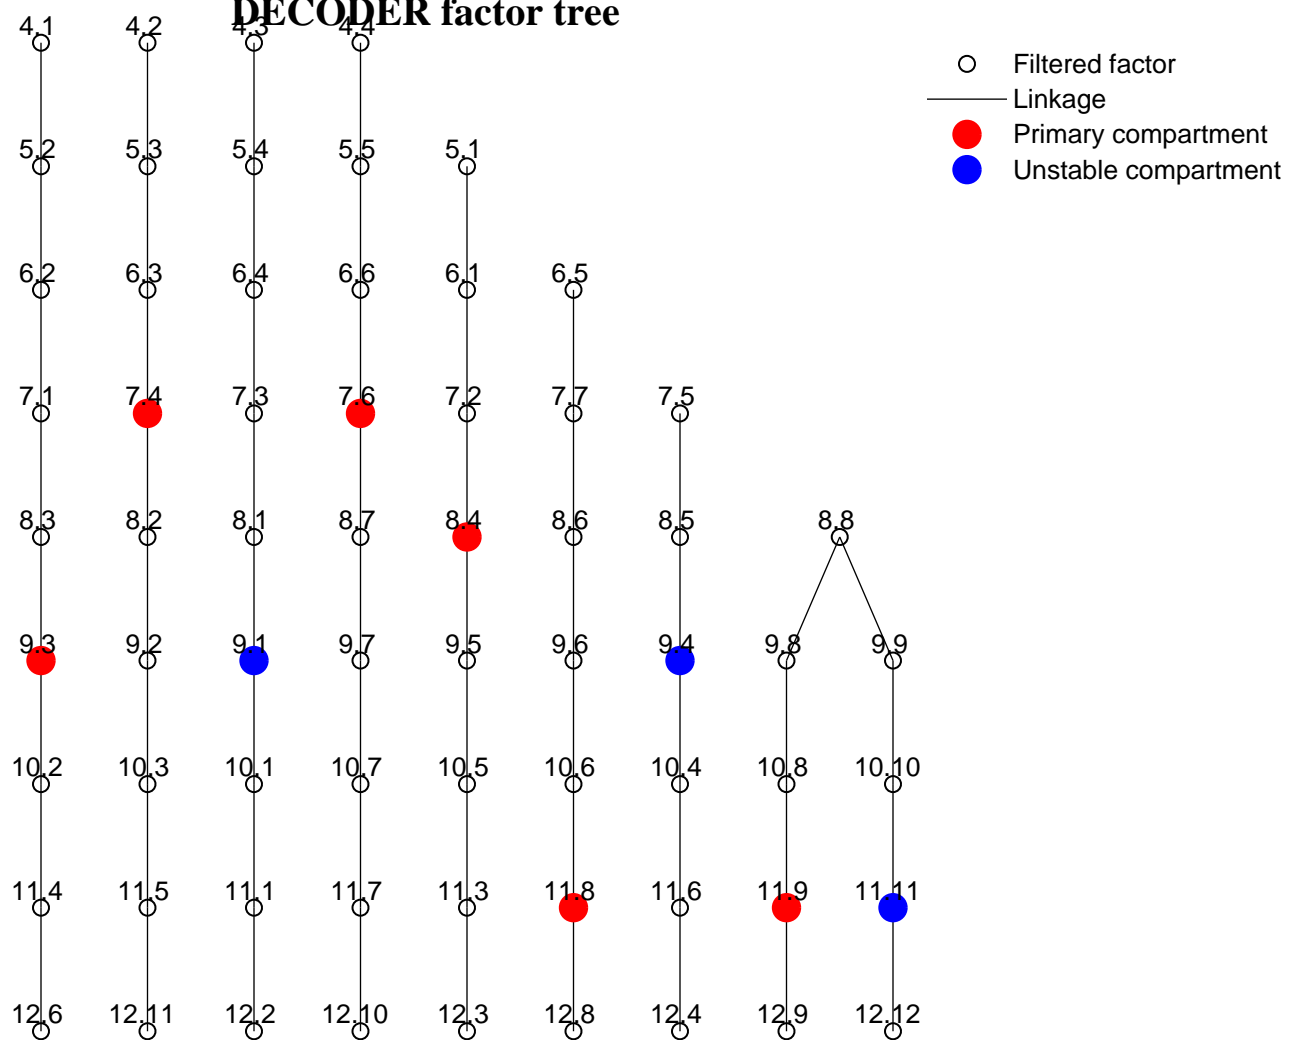 DECODER factor tree
4.1 4.2 4.3 4.4
Filtered factor
Linkage
Primary compartment
Unstable compartment
5.2 5.3 5.4 5.5 5.1
6.2 6.3 6.4 6.6 6.1 6.5
7.1 7.4 7.3 7.6 7.2 7.7 7.5
8.3 8.2 8.1 8.7 8.4 8.6 8.5 8.8
9.3 9.2 9.1 9.7 9.5 9.6 9.4 9.8 9.9
10.2 10.3 10.1 10.7 10.5 10.6 10.4 10.8 10.10
11.4 11.5 11.1 11.7 11.3 11.8 11.6 11.9 11.11
12.6 12.11 12.2 12.10 12.3 12.8 12.4 12.9 12.12